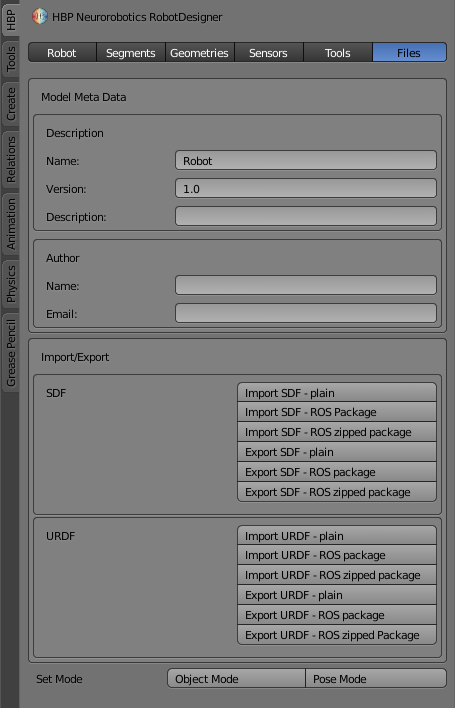 HBP Neurorobotics RobotDesigner
HBP
Tools
Create
Relations
Animation
Physics
Grease Pencil
Robot Segments Geometries Sensors Tools Files
Model Meta Data
Description
Name: Robot
Version: 1.0
Description:
Author
Name:
Email:
Import/Export
SDF
Import SDF - plain
Import SDF - ROS Package
Import SDF - ROS zipped package
Export SDF - plain
Export SDF - ROS package
Export SDF - ROS zipped package
URDF
Import URDF - plain
Import URDF - ROS package
Import URDF - ROS zipped package
Export URDF - plain
Export URDF - ROS package
Export URDF - ROS zipped Package
Set Mode Object Mode Pose Mode